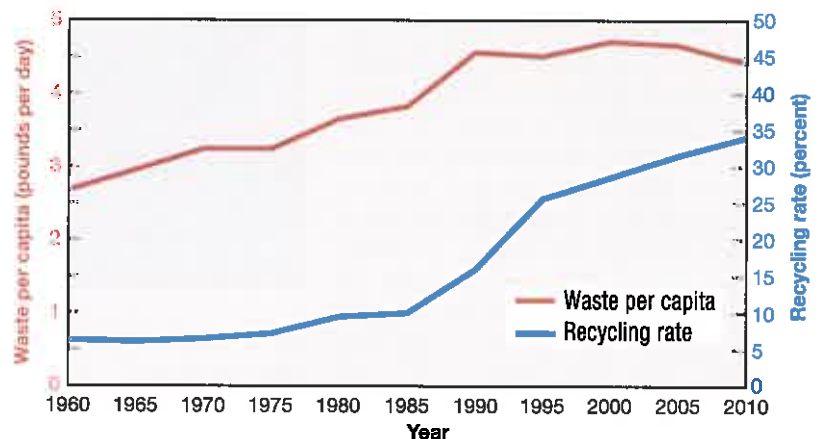 Waste per capita (pounds per day)
5
4
3
2
1
0
50
45
40
35
30
25
20
15
10
5
0
Recycling rate (percent)
Waste per capita
Recycling rate
1960 1965 1970 1975 1980 1985 1990 1995 2000 2005 2010
Year